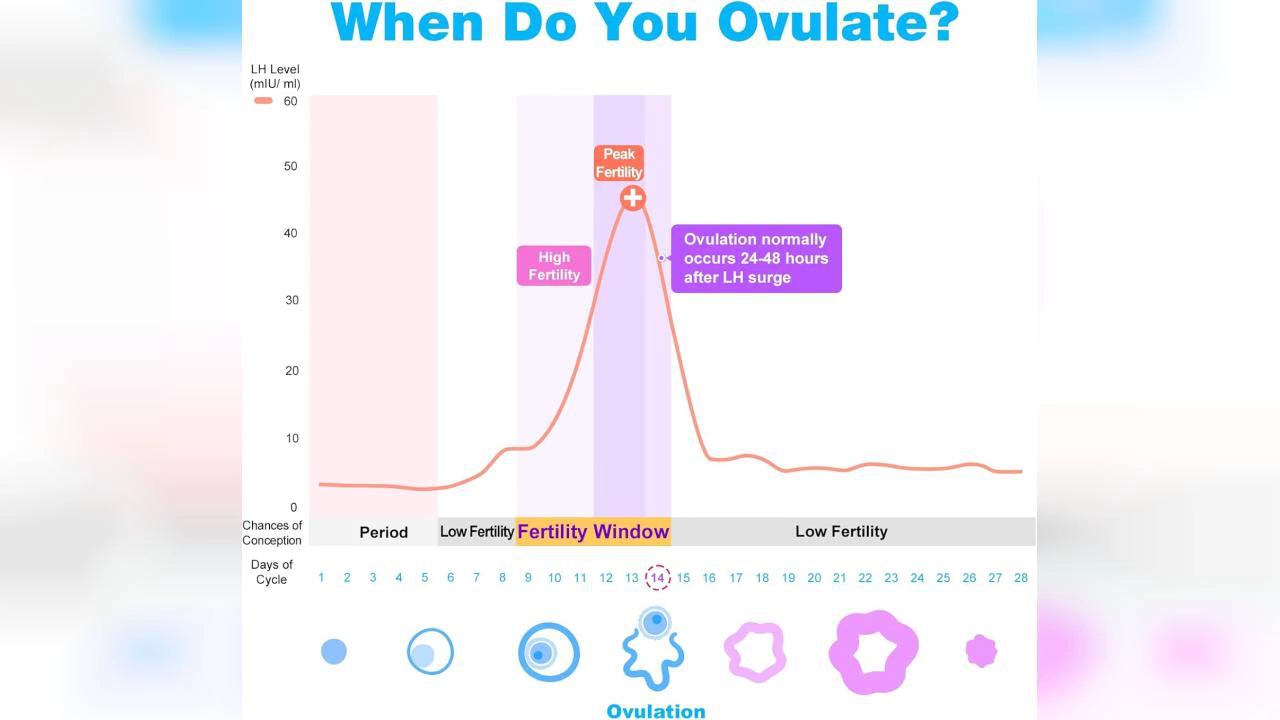 When Do You Ovulate?
LH Level
(mIU/ ml)
60
50
40
30
20
10
0
Peak
Fertility
High
Fertility
Ovulation normally
occurs 24-48 hours
after LH surge
Chances of
Conception
Period
Low Fertility
Fertility Window
Low Fertility
Days of
Cycle
1 2 3 4 5 6 7 8 9 10 11 12 13 14 15 16 17 18 19 20 21 22 23 25 26 27 28
Ovulation